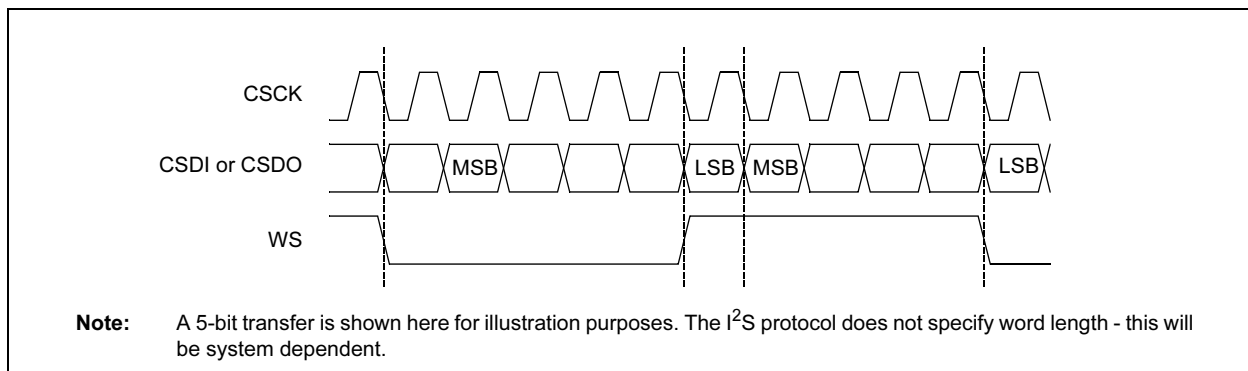 CSCK
CSDI or CSDO
MSB
LSB
MSB
LSB
WS
Note: A 5-bit transfer is shown here for illustration purposes. The I²S protocol does not specify word length - this will
be system dependent.